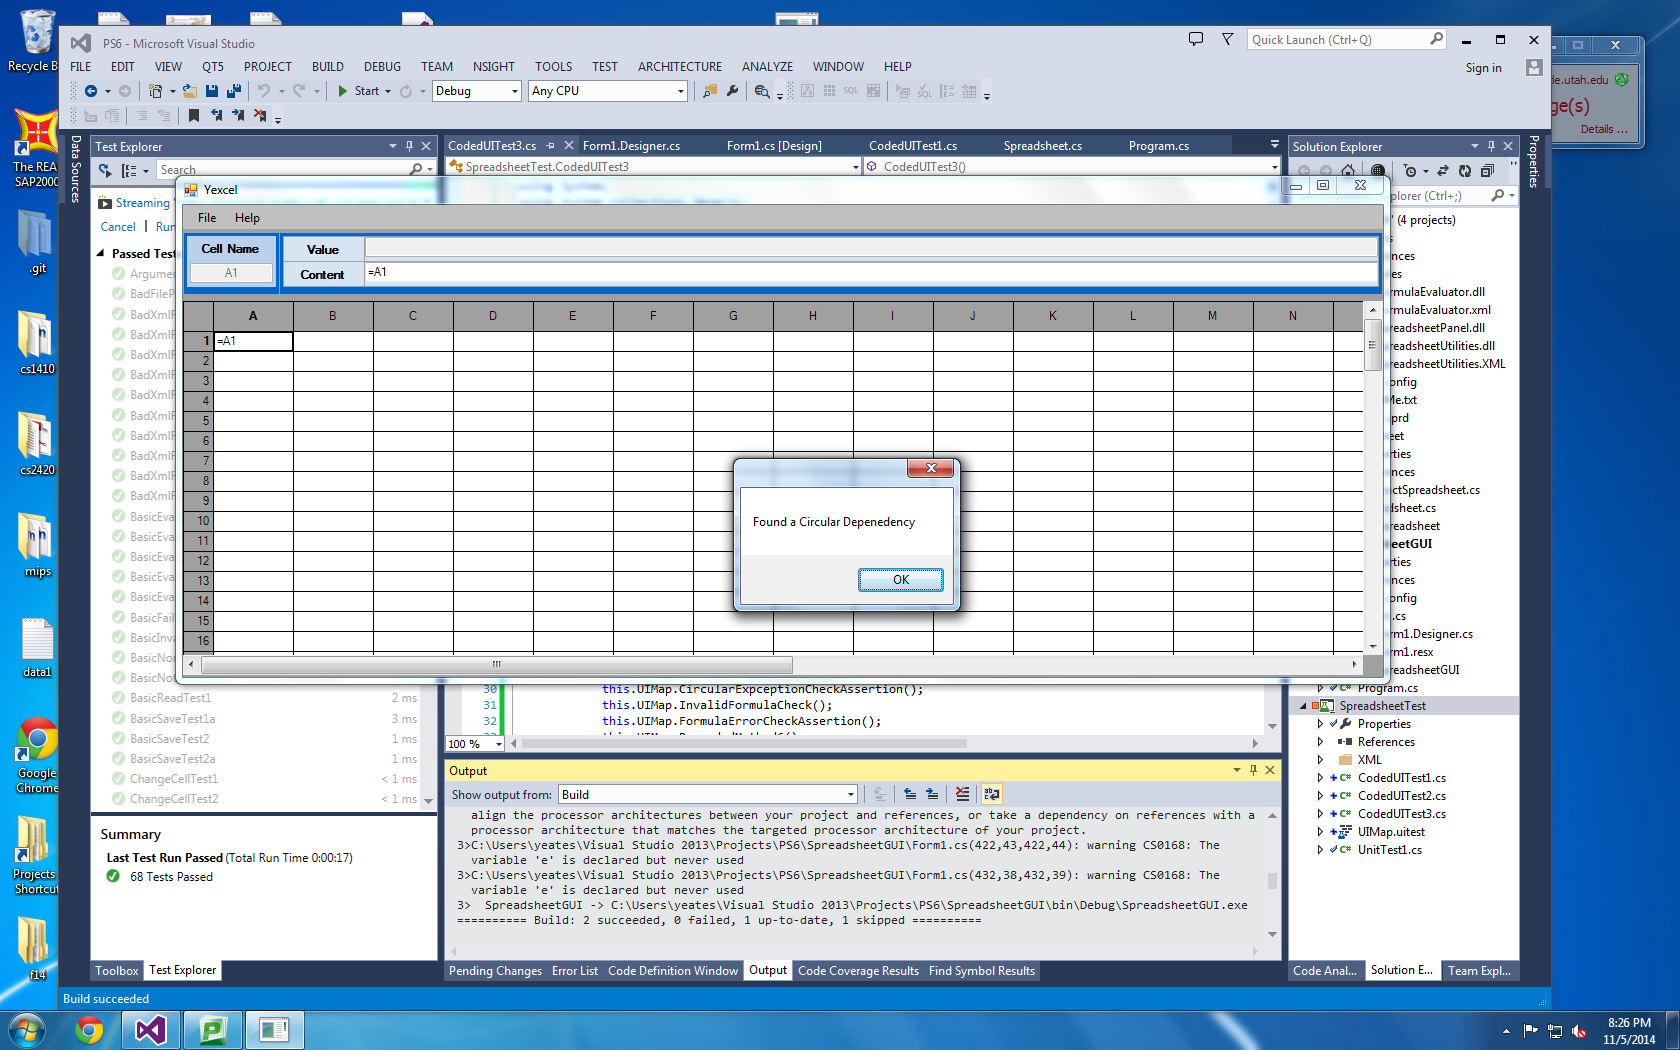 Recycle B
The REA
SAP2000
.git
cs1410
cs2420
mips
data1
Google
Chrome
Projects
Shortcut
f14
PS6 - Microsoft Visual Studio
Quick Launch (Ctrl+Q)
FILE EDIT VIEW QT5 PROJECT BUILD DEBUG TEAM NSIGHT TOOLS TEST ARCHITECTURE ANALYZE WINDOW HELP
Sign in
Start Debug Any CPU
de.utah.edu
ge(s)
Details ...
Data Sources
Test Explorer
Search
Streaming
Cancel | Run
Passed Test
Argume
BadFileP
BadXmlF
BadXmlF
BadXmlF
BadXmlF
BadXmlF
BadXmlF
BadXmlF
BadXmlF
BadXmlF
BadXmlF
BasicEva
BasicEva
BasicEva
BasicEva
BasicEva
BasicFail
BasicInva
BasicNor
BasicNot
BasicReadTest1 2 ms
BasicSaveTest1a 3 ms
BasicSaveTest2 1 ms
BasicSaveTest2a 1 ms
ChangeCellTest1 < 1 ms
ChangeCellTest2 < 1 ms
Summary
Last Test Run Passed (Total Run Time 0:00:17)
68 Tests Passed
Toolbox Test Explorer
CodedUITest3.cs Form1.Designer.cs Form1.cs [Design] CodedUITest1.cs Spreadsheet.cs Program.cs
SpreadsheetTest.CodedUITest3 CodedUITest3()
Yexcel
File Help
Cell Name
A1
Value
Content =A1
A B C D E F G H I J K L M N
1 =A1
2
3
4
5
6
7
8
9
10
11
12
13
14
15
16
Found a Circular Depenedency
OK
30 this.UIMap.CircularExpceptionCheckAssertion();
31 this.UIMap.InvalidFormulaCheck();
32 this.UIMap.FormulaErrorCheckAssertion();
100 %
Output
Show output from: Build
align the processor architectures between your project and references, or take a dependency on references with a
processor architecture that matches the targeted processor architecture of your project.
3>C:\Users\yeates\Visual Studio 2013\Projects\PS6\SpreadsheetGUI\Form1.cs(422,43,422,44): warning CS0168: The
variable 'e' is declared but never used
3>C:\Users\yeates\Visual Studio 2013\Projects\PS6\SpreadsheetGUI\Form1.cs(432,38,432,39): warning CS0168: The
variable 'e' is declared but never used
3> SpreadsheetGUI -> C:\Users\yeates\Visual Studio 2013\Projects\PS6\SpreadsheetGUI\bin\Debug\SpreadsheetGUI.exe
========== Build: 2 succeeded, 0 failed, 1 up-to-date, 1 skipped ==========
Pending Changes Error List Code Definition Window Output Code Coverage Results Find Symbol Results
Solution Explorer
Properties
plorer (Ctrl+;)
' (4 projects)
s
nces
es
rmulaEvaluator.dll
rmulaEvaluator.xml
readsheetPanel.dll
readsheetUtilities.dll
readsheetUtilities.XML
onfig
Me.txt
prd
eet
rties
nces
ctSpreadsheet.cs
dsheet.cs
readsheet
eetGUI
rties
nces
onfig
.cs
rm1.Designer.cs
rm1.resx
readsheetGUI
Program.cs
SpreadsheetTest
Properties
References
XML
CodedUITest1.cs
CodedUITest2.cs
CodedUITest3.cs
UIMap.uitest
UnitTest1.cs
Code Anal... Solution E... Team Expl...
Build succeeded
8:26 PM
11/5/2014